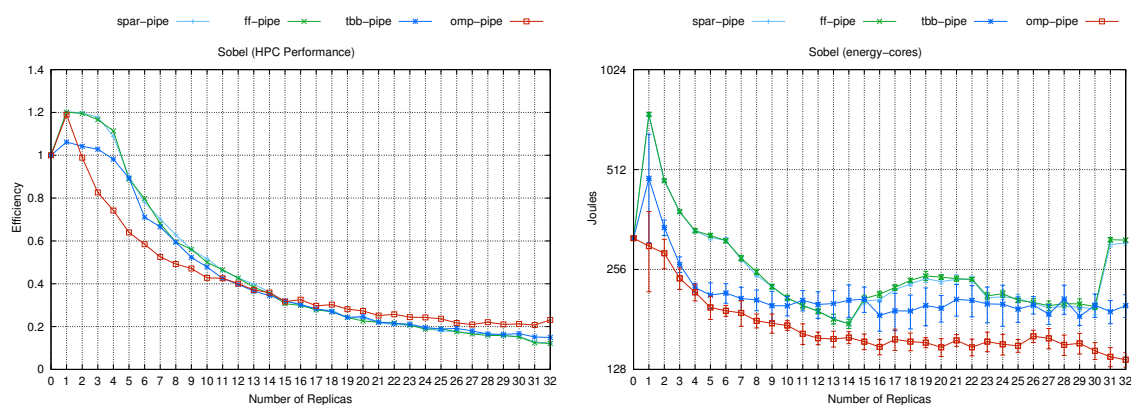 spar-pipe ff-pipe tbb-pipe omp-pipe
Sobel (HPC Performance)
1.4
1.2
1
0.8
0.6
0.4
0.2
0
Efficiency
0 1 2 3 4 5 6 7 8 9 10 11 12 13 14 15 16 17 18 19 20 21 22 23 24 25 26 27 28 29 30 31 32
Number of Replicas
spar-pipe ff-pipe tbb-pipe omp-pipe
Sobel (energy-cores)
1024
512
256
128
Joules
0 1 2 3 4 5 6 7 8 9 10 11 12 13 14 15 16 17 18 19 20 21 22 23 24 25 26 27 28 29 30 31 32
Number of Replicas